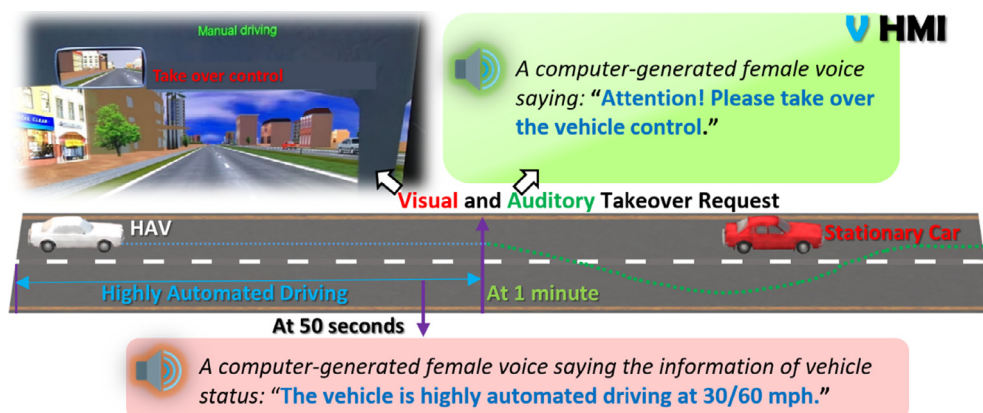 Manual driving
Take over control
V HMI
A computer-generated female voice
saying: “Attention! Please take over
the vehicle control.”
Visual and Auditory Takeover Request
HAV
Stationary Car
Highly Automated Driving
At 1 minute
At 50 seconds
A computer-generated female voice saying the information of vehicle
status: “The vehicle is highly automated driving at 30/60 mph.”